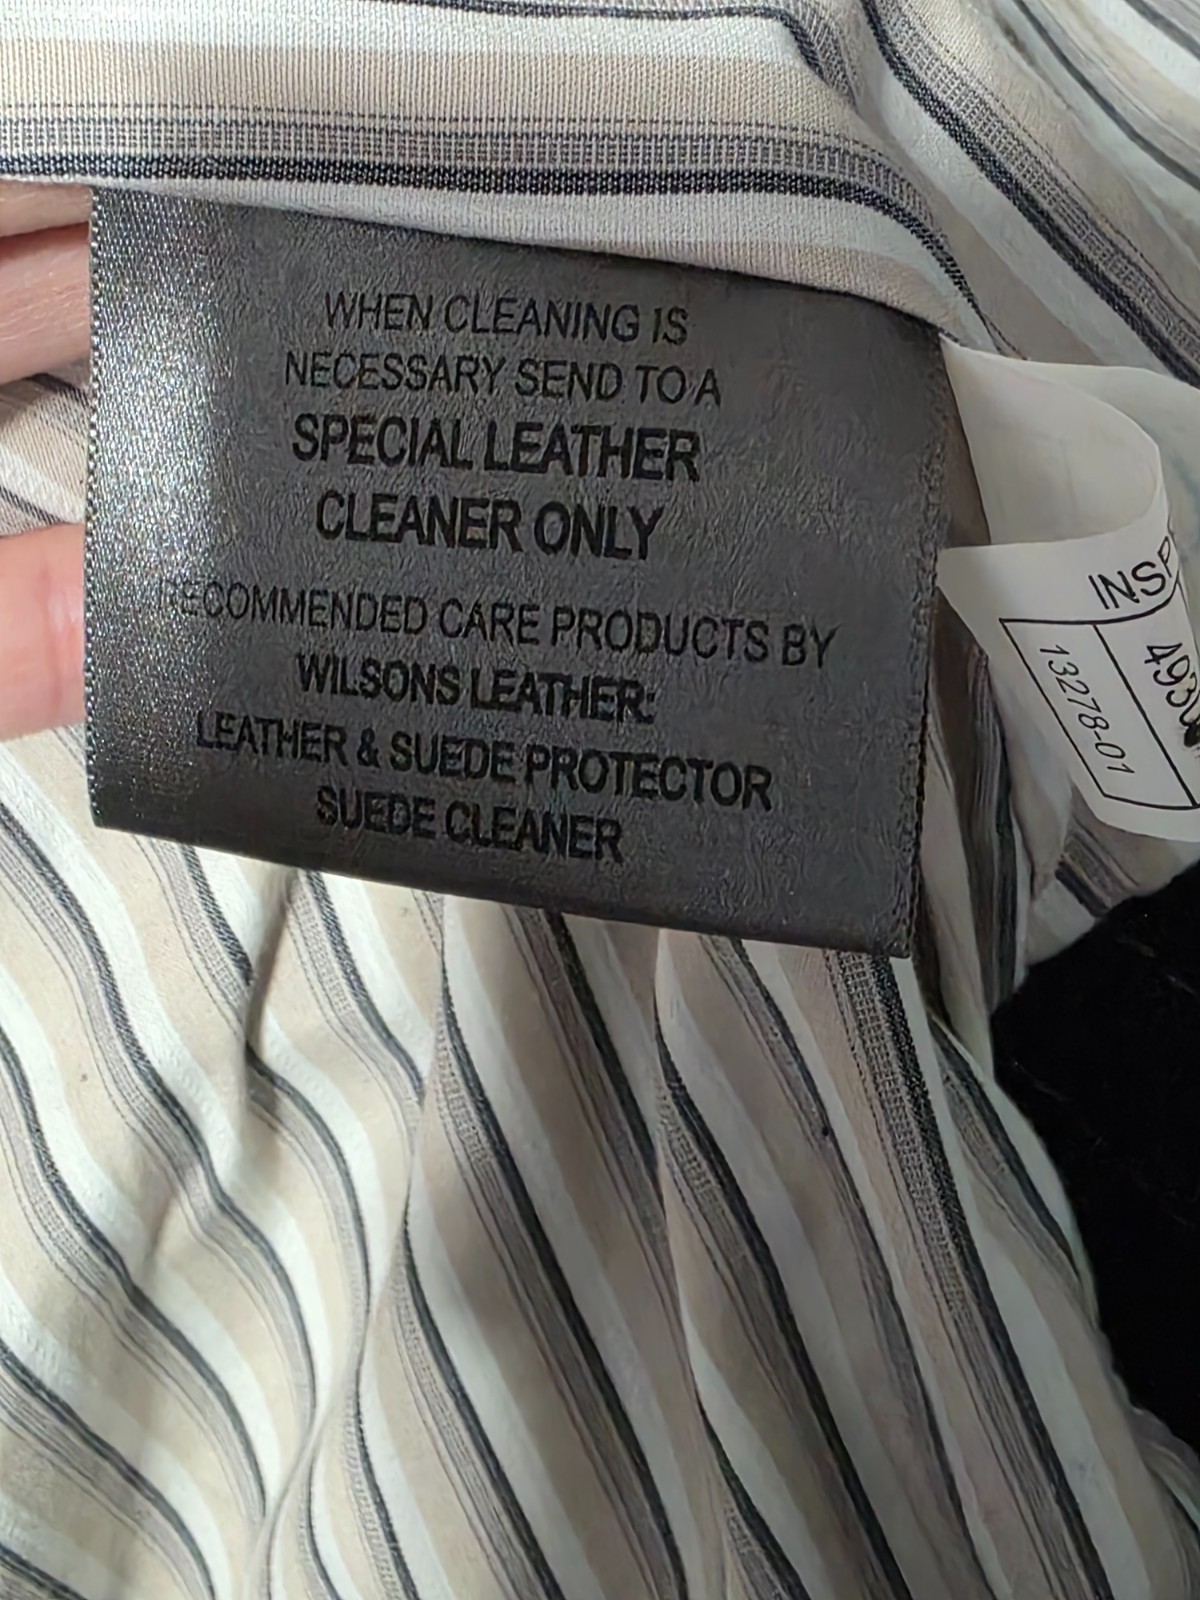 WHEN CLEANING IS
NECESSARY SEND TO A
SPECIAL LEATHER
CLEANER ONLY
RECOMMENDED CARE PRODUCTS BY
WILSONS LEATHER:
LEATHER & SUEDE PROTECTOR
SUEDE CLEANER
13278-01